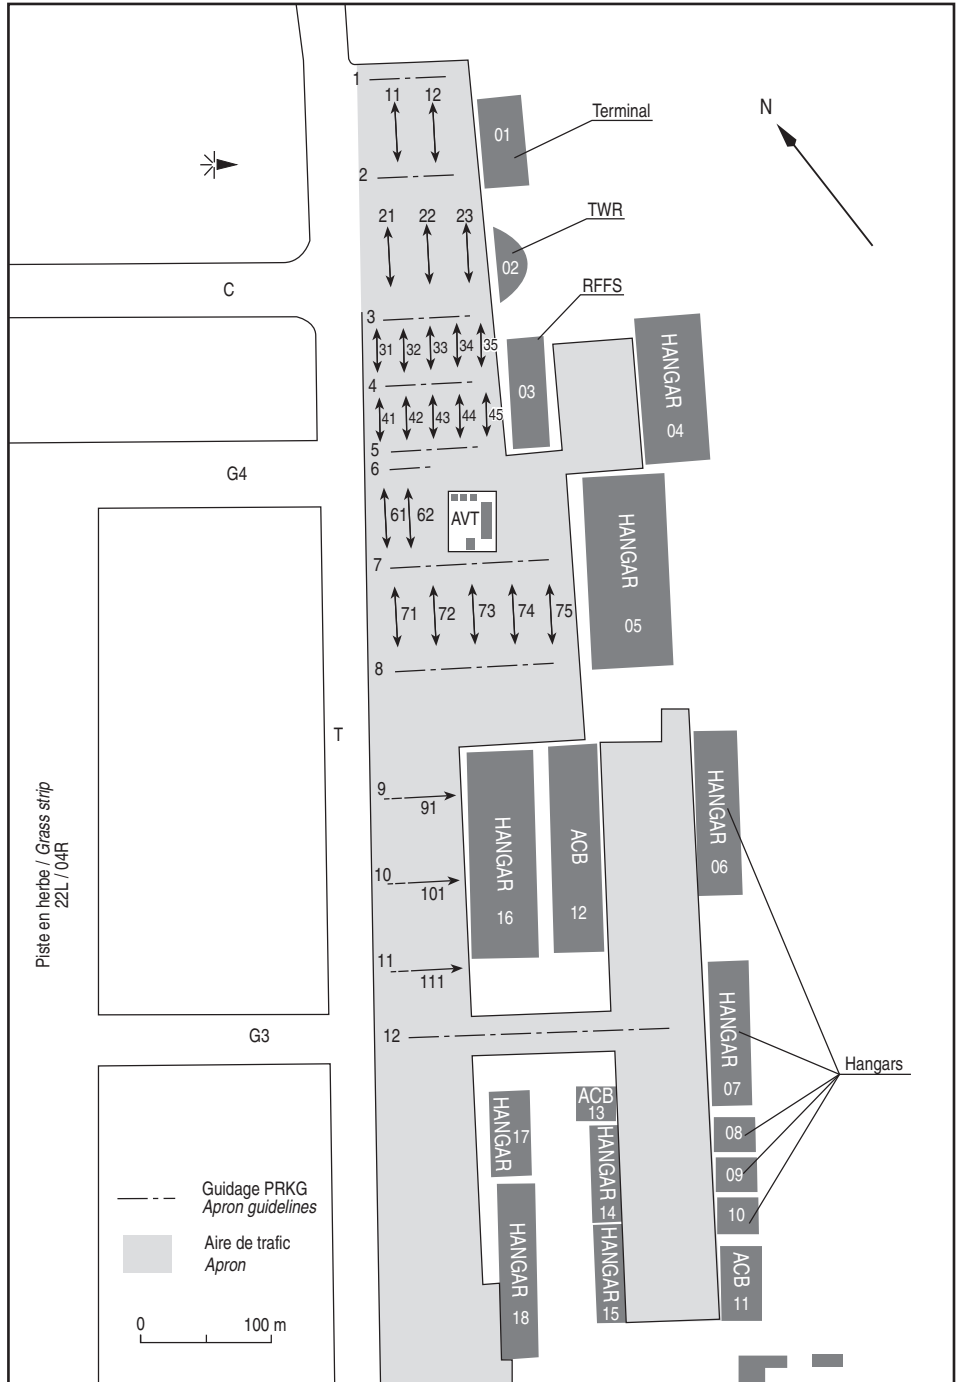 1
11
12
01
Terminal
N
2
21
22
23
TWR
02
C
RFFS
3
31
32
33
34
35
HANGAR
04
4
03
41
42
43
44
45
5
6
G4
61
62
AVT
HANGAR
05
7
71
72
73
74
75
8
T
9
91
HANGAR
16
ACB
12
HANGAR
06
Piste en herbe / Grass strip
22L / 04R
10
101
11
111
12
G3
HANGAR
07
Hangars
ACB
13
HANGAR
17
HANGAR
14
08
09
10
Guidage PRKG
Apron guidelines
Aire de trafic
Apron
HANGAR
18
HANGAR
15
ACB
11
0
100 m